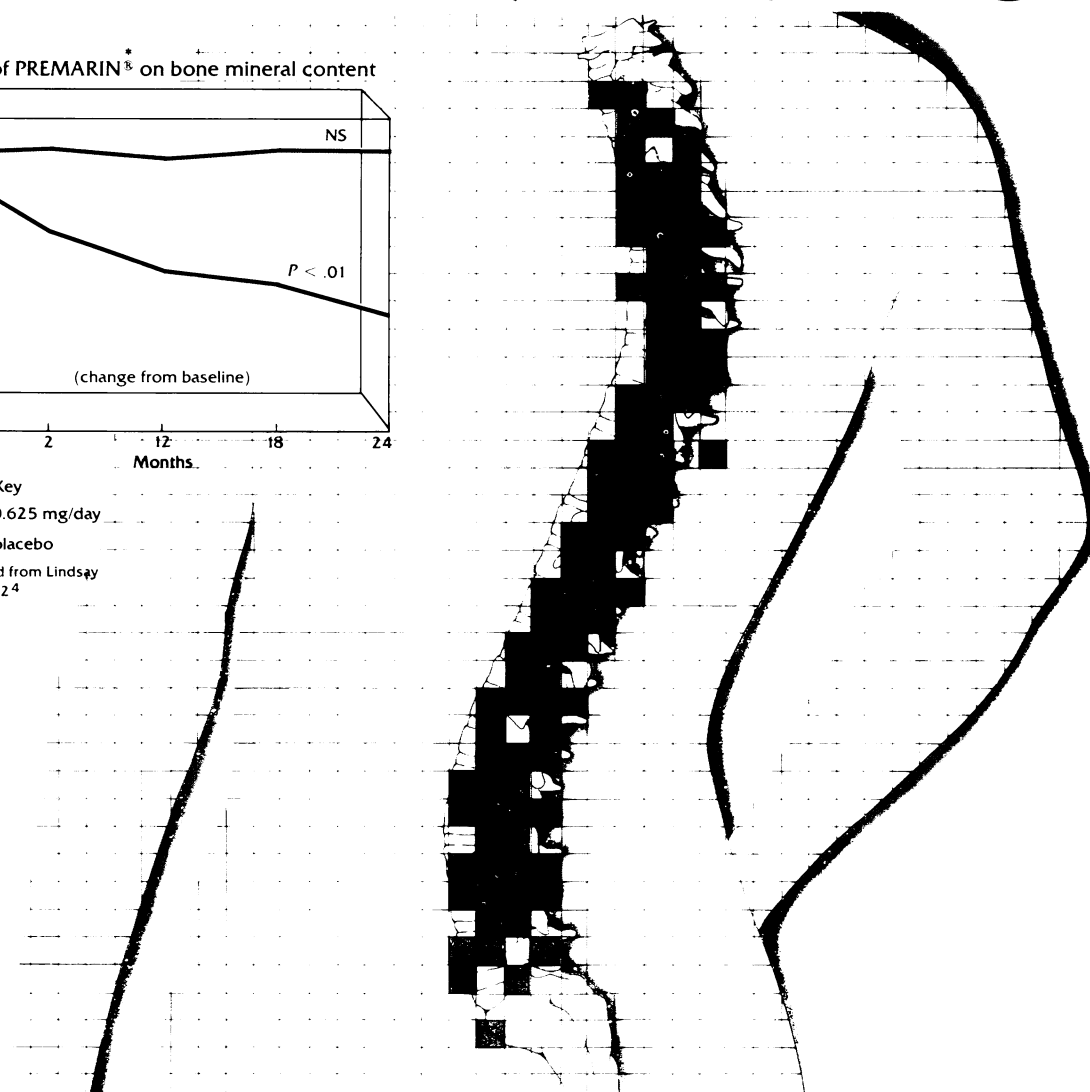 of PREMARIN®* on bone mineral content
NS
P < .01
(change from baseline)
2 12 18 24
Months
Key
0.625 mg/day
placebo
d from Lindsay
2⁴